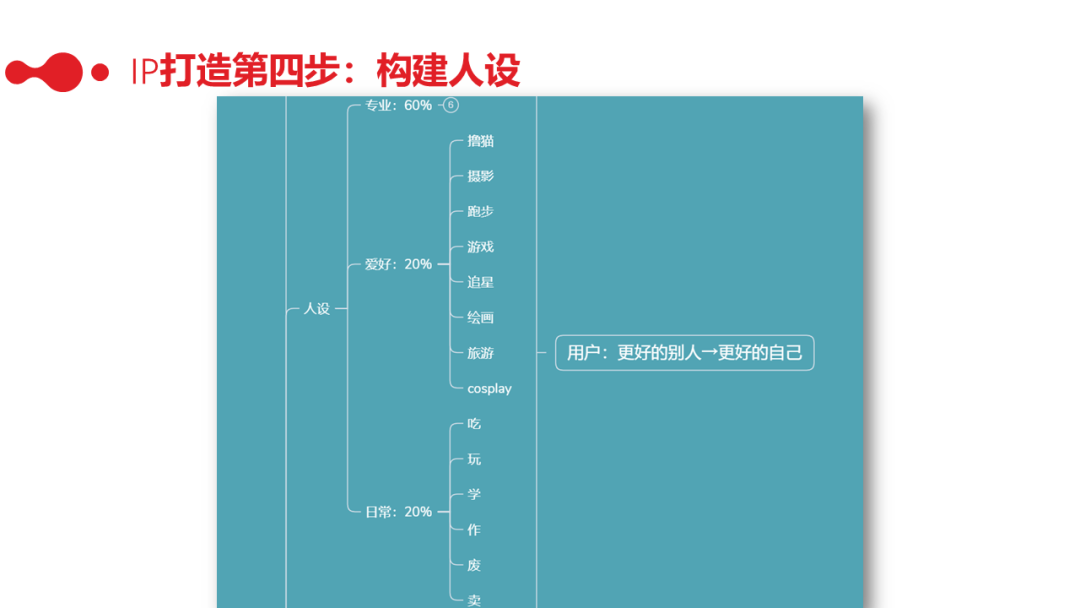 IP打造第四步：构建人设
专业：60% 6
撸猫
摄影
跑步
游戏
爱好：20%
追星
人设
绘画
用户：更好的别人→更好的自己
旅游
cosplay
吃
玩
学
日常：20%
作
废
卖